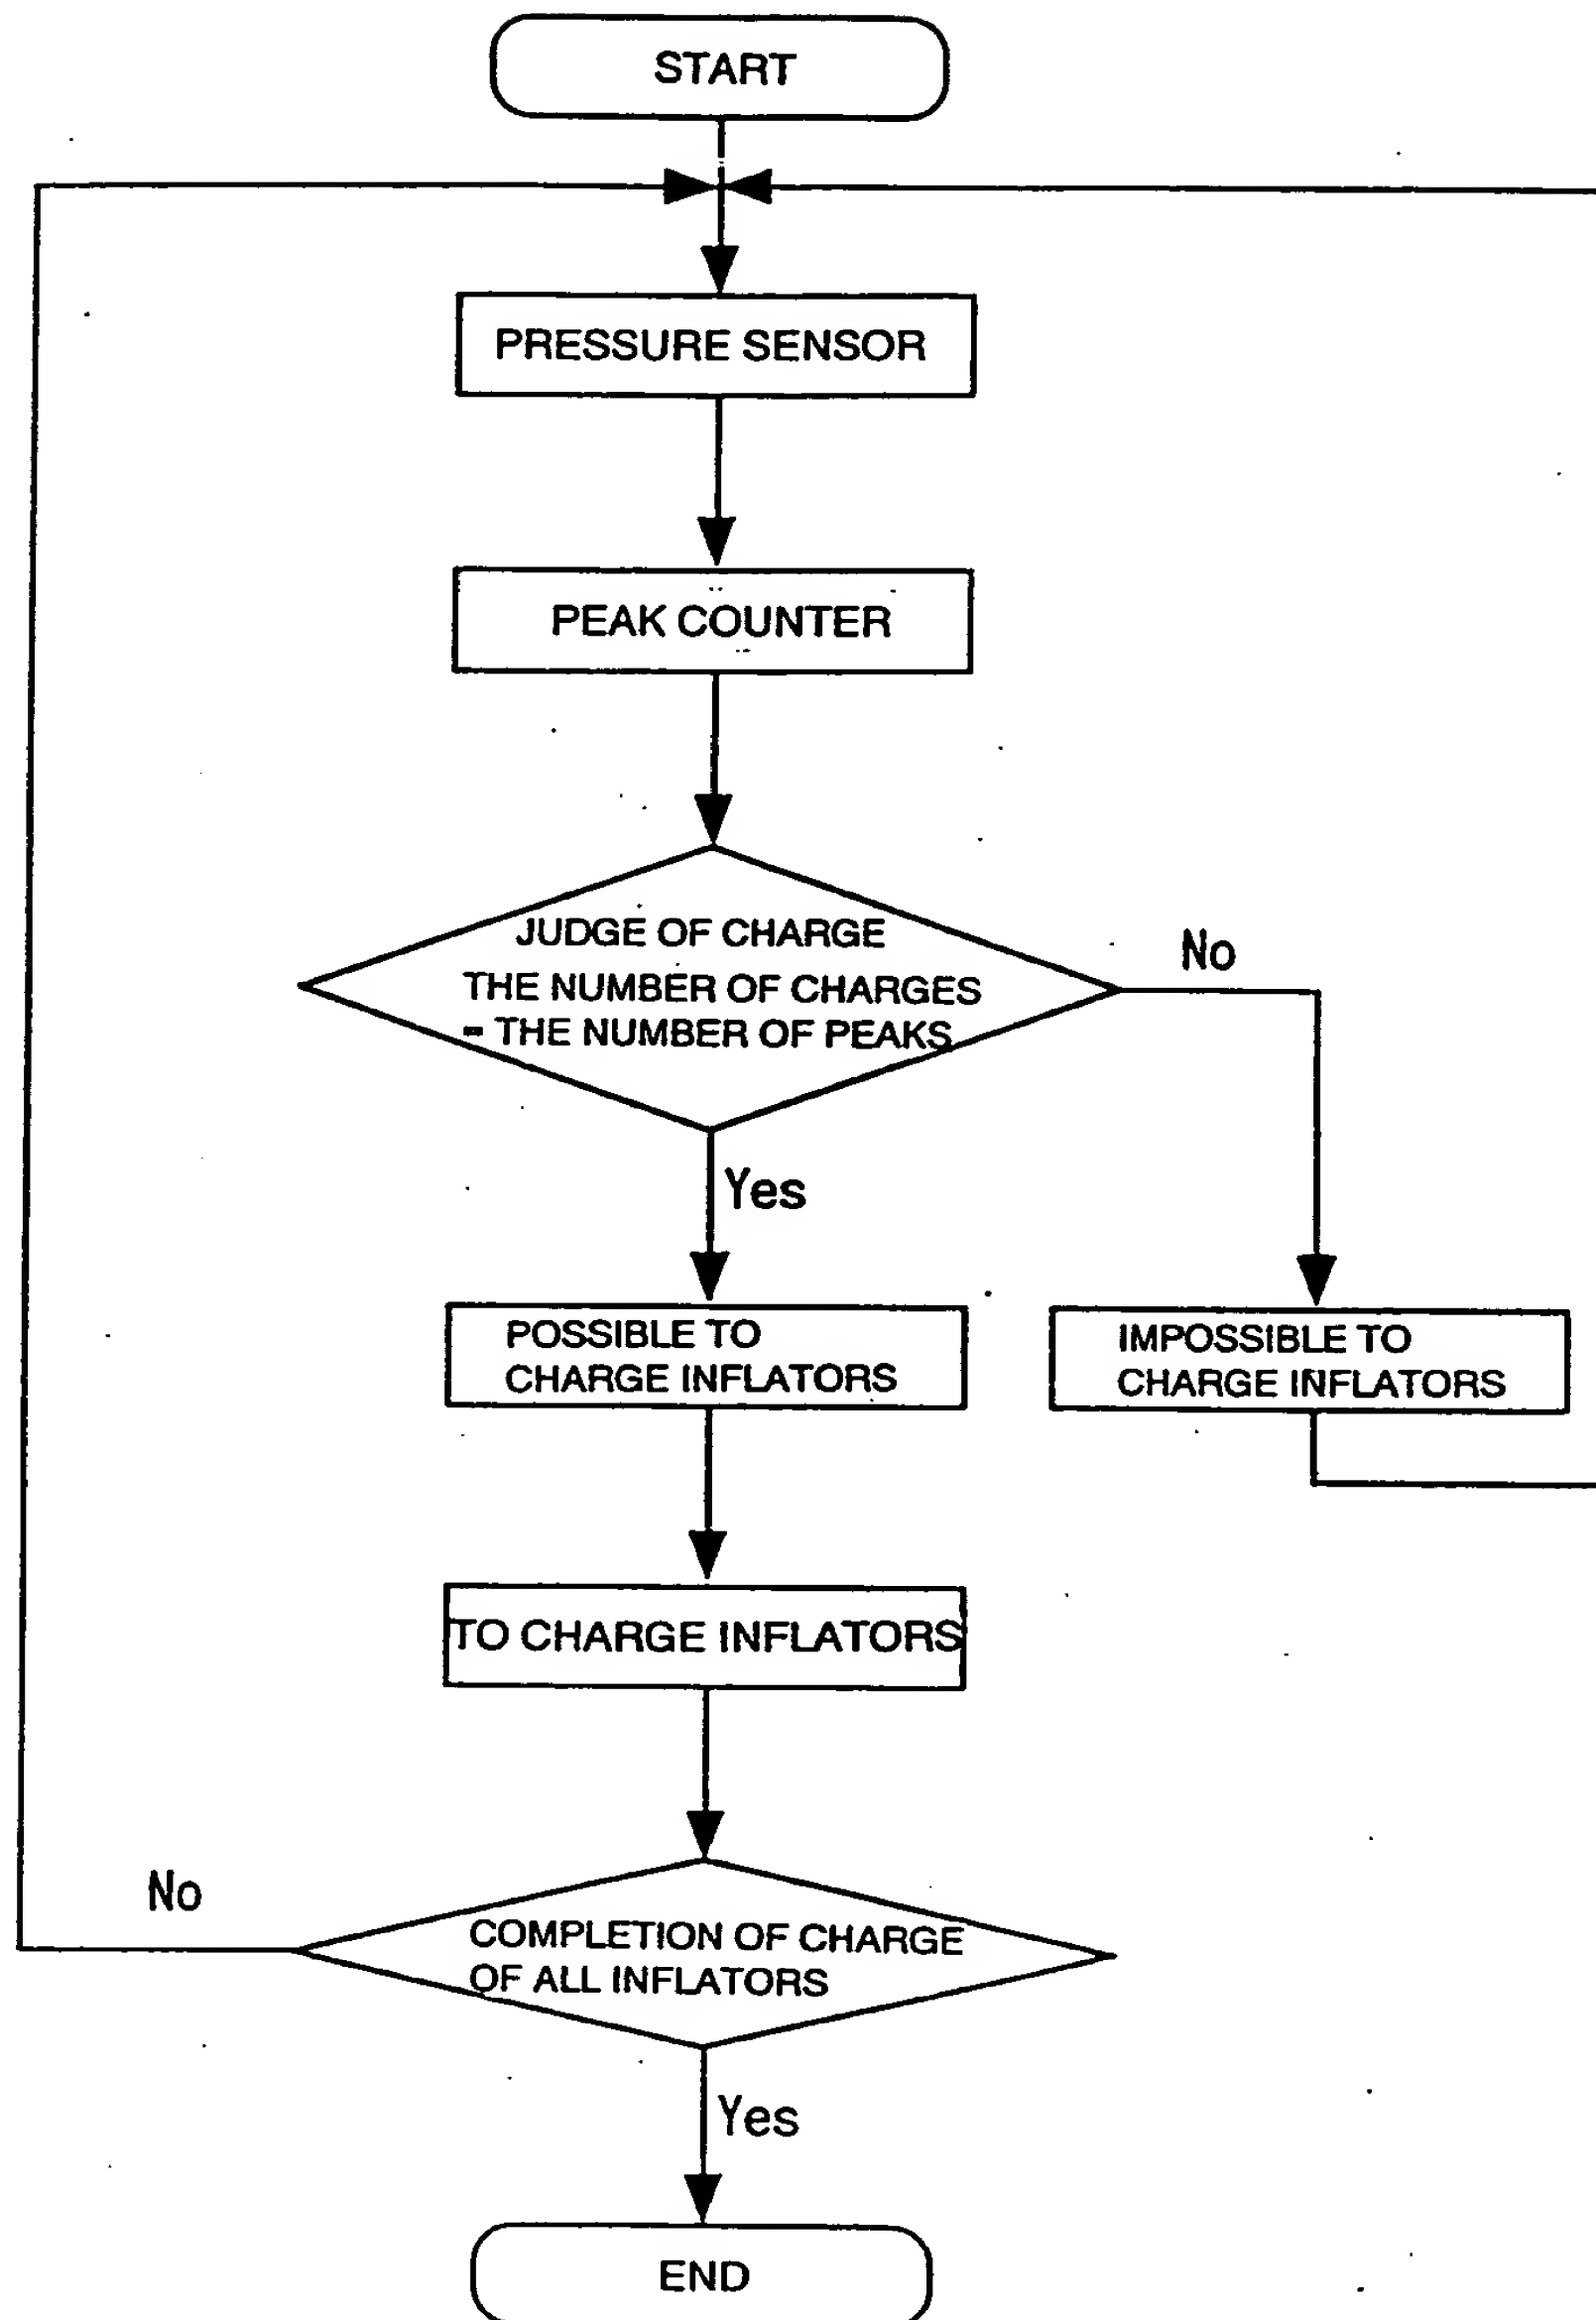 START
PRESSURE SENSOR
PEAK COUNTER
JUDGE OF CHARGE
THE NUMBER OF CHARGES
= THE NUMBER OF PEAKS
No
Yes
POSSIBLE TO
CHARGE INFLATORS
IMPOSSIBLE TO
CHARGE INFLATORS
TO CHARGE INFLATORS
No
COMPLETION OF CHARGE
OF ALL INFLATORS
Yes
END